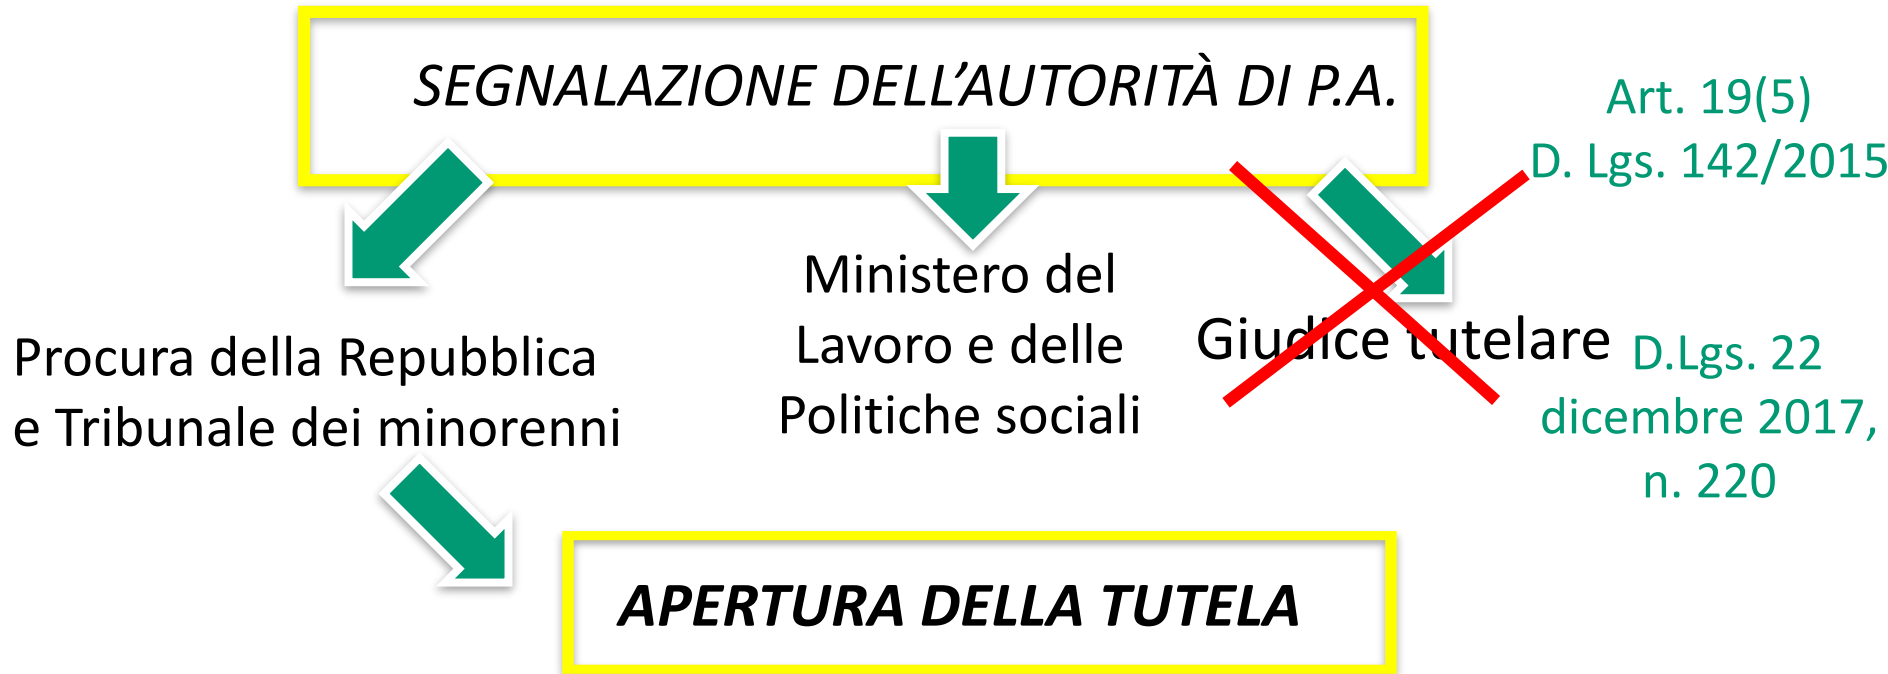 SEGNALAZIONE DELL’AUTORITÀ DI P.A.
Art. 19(5)
D. Lgs. 142/2015
Procura della Repubblica
e Tribunale dei minorenni
Ministero del
Lavoro e delle
Politiche sociali
Giudice tutelare
D.Lgs. 22
dicembre 2017,
n. 220
APERTURA DELLA TUTELA